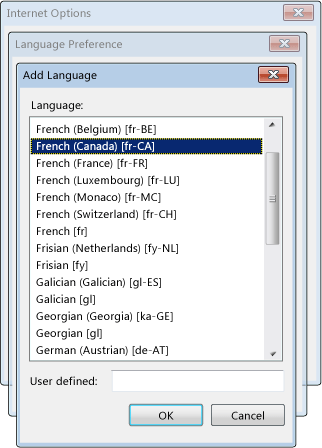 Internet Options
Language Preference
Add Language
Language:
French (Belgium) [fr-BE]
French (Canada) [fr-CA]
French (France) [fr-FR]
French (Luxembourg) [fr-LU]
French (Monaco) [fr-MC]
French (Switzerland) [fr-CH]
French [fr]
Frisian (Netherlands) [fy-NL]
Frisian [fy]
Galician (Galician) [gl-ES]
Galician [gl]
Georgian (Georgia) [ka-GE]
Georgian [gl]
German (Austrian) [de-AT]
User defined:
OK Cancel